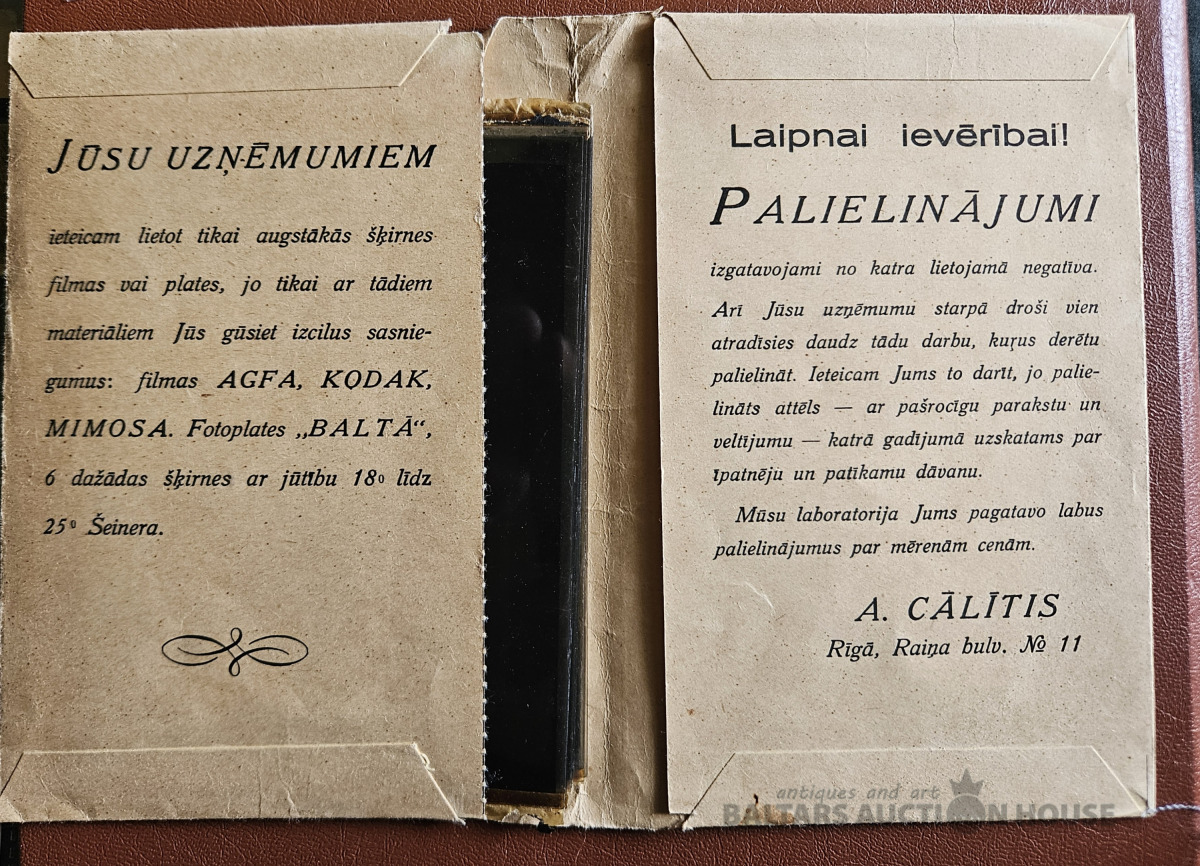 JŪSU UZŅĒMUMIEM
ieteicam lietot tikai augstākās šķirnes
filmas vai plates, jo tikai ar tādiem
materiāliem Jūs gūsiet izcilus sasnie-
gumus: filmas AGFA, KODAK,
MIMOSA. Fotoplates „BALTĀ“,
6 dažādas šķirnes ar jūtību 18⁰ līdz
25⁰ Šeinera.
Laipnai ievērībai!
PALIELINĀJUMI
izgatavojami no katra lietojamā negatīva.
Arī Jūsu uzņēmumu starpā droši vien
atradīsies daudz tādu darbu, kuŗus derētu
palielināt. Ieteicam Jums to darīt, jo palie-
lināts attēls — ar pašrocīgu parakstu un
veltījumu — katrā gadījumā uzskatams par
īpatnēju un patīkamu dāvanu.
Mūsu laboratorija Jums pagatavo labus
palielinājumus par mērenām cenām.
A. CĀLĪTIS
Rīgā, Raiņa bulv. № 11
antiques and art
BALTARS AUCTION HOUSE